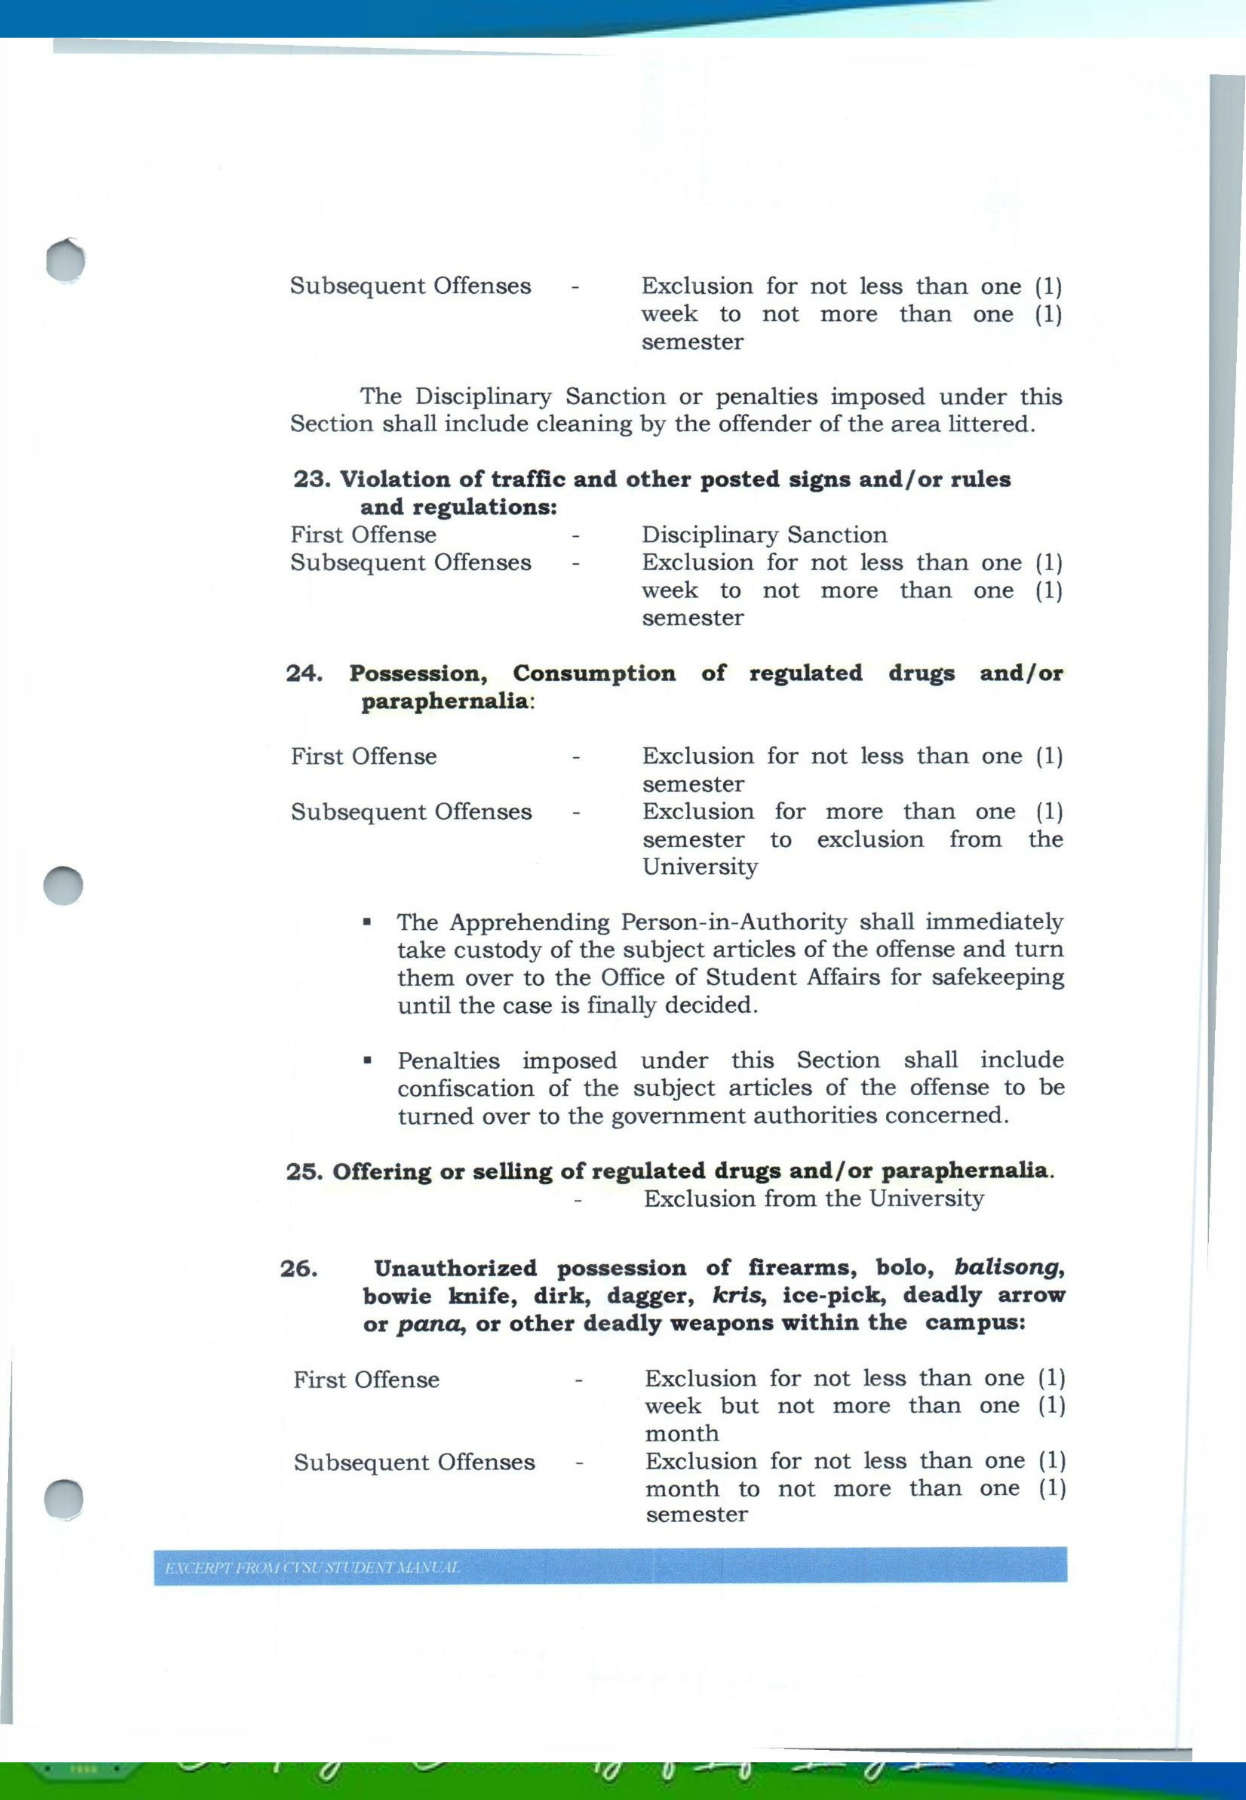 Subsequent Offenses - Exclusion for not less than one (1)
week to not more than one (1)
semester
The Disciplinary Sanction or penalties imposed under this
Section shall include cleaning by the offender of the area littered.
23. Violation of traffic and other posted signs and/or rules
and regulations:
First Offense - Disciplinary Sanction
Subsequent Offenses - Exclusion for not less than one (1)
week to not more than one (1)
semester
24. Possession, Consumption of regulated drugs and/or
paraphernalia:
First Offense - Exclusion for not less than one (1)
semester
Subsequent Offenses - Exclusion for more than one (1)
semester to exclusion from the
University
▪ The Apprehending Person-in-Authority shall immediately
take custody of the subject articles of the offense and turn
them over to the Office of Student Affairs for safekeeping
until the case is finally decided.
▪ Penalties imposed under this Section shall include
confiscation of the subject articles of the offense to be
turned over to the government authorities concerned.
25. Offering or selling of regulated drugs and/or paraphernalia.
- Exclusion from the University
26. Unauthorized possession of firearms, bolo, balisong,
bowie knife, dirk, dagger, kris, ice-pick, deadly arrow
or pana, or other deadly weapons within the campus:
First Offense - Exclusion for not less than one (1)
week but not more than one (1)
month
Subsequent Offenses - Exclusion for not less than one (1)
month to not more than one (1)
semester
EXCERPT FROM CVSU STUDENT MANUAL